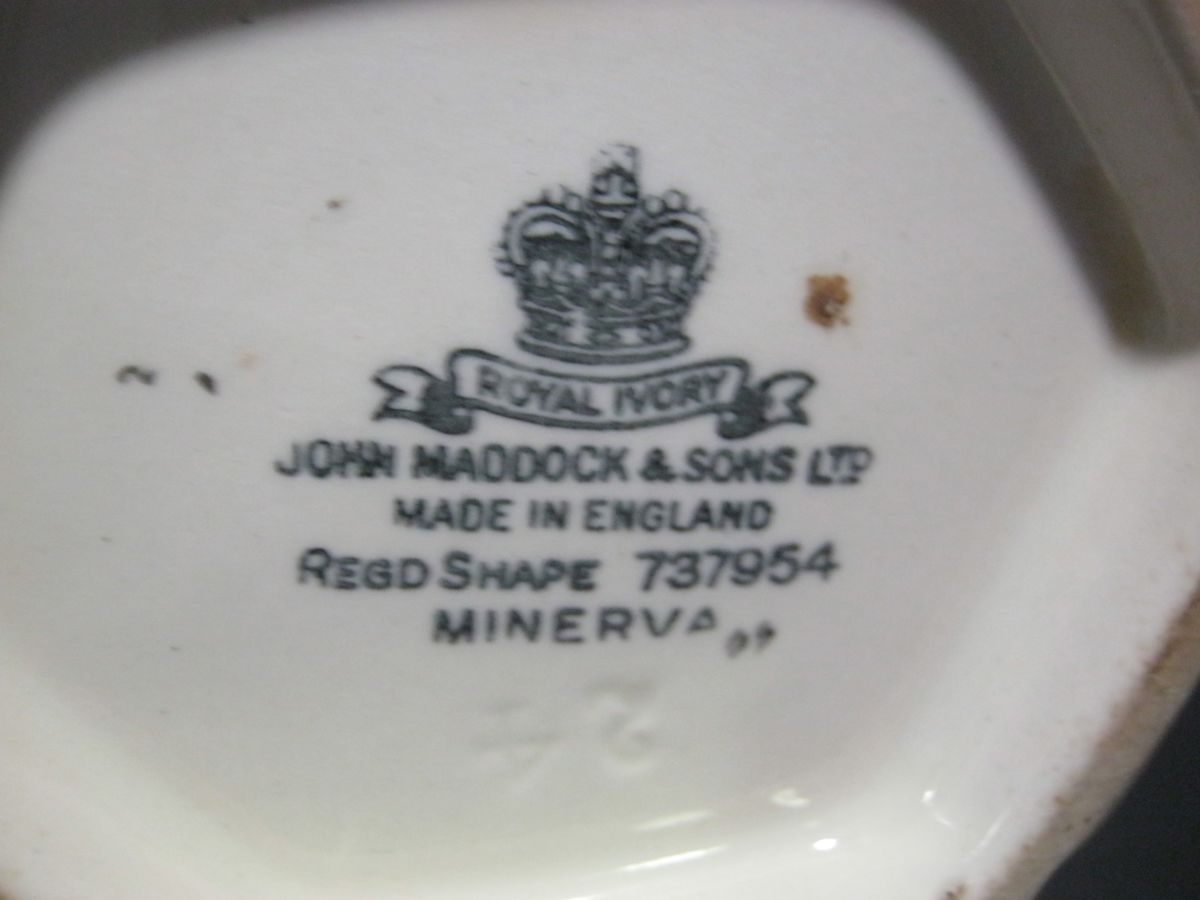 ROYAL IVORY
JOHN MADDOCK & SONS LTD
MADE IN ENGLAND
REGD SHAPE 737954
MINERVA